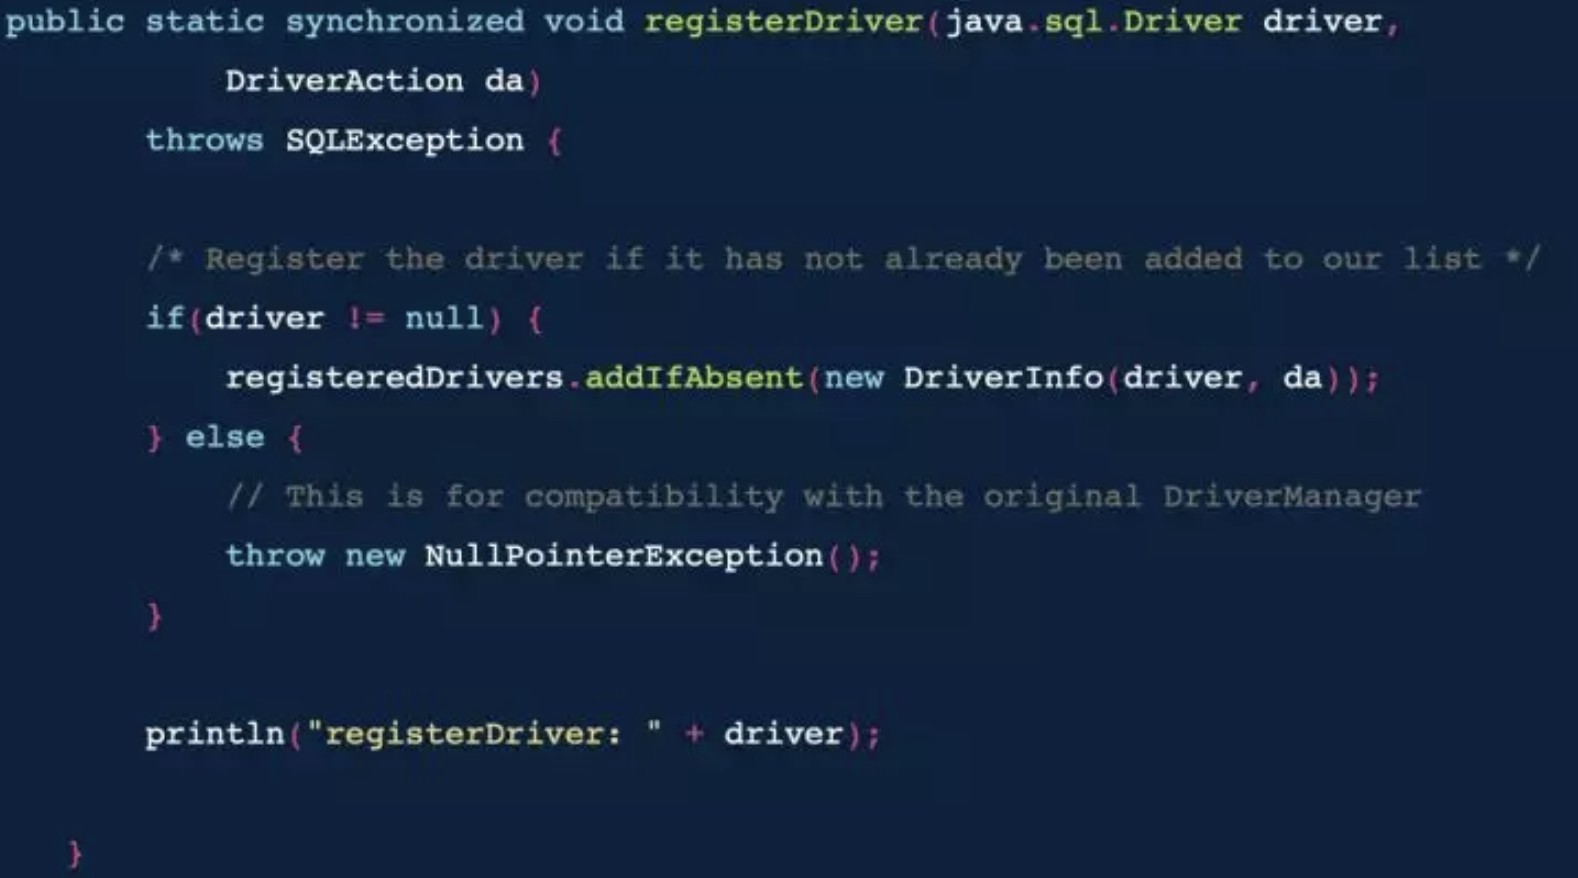 public static synchronized void registerDriver(java.sql.Driver driver,
DriverAction da)
throws SQLException {
/* Register the driver if it has not already been added to our list */
if(driver != null) {
registeredDrivers.addIfAbsent(new DriverInfo(driver, da));
} else {
// This is for compatibility with the original DriverManager
throw new NullPointerException();
}
println("registerDriver: " + driver);
}